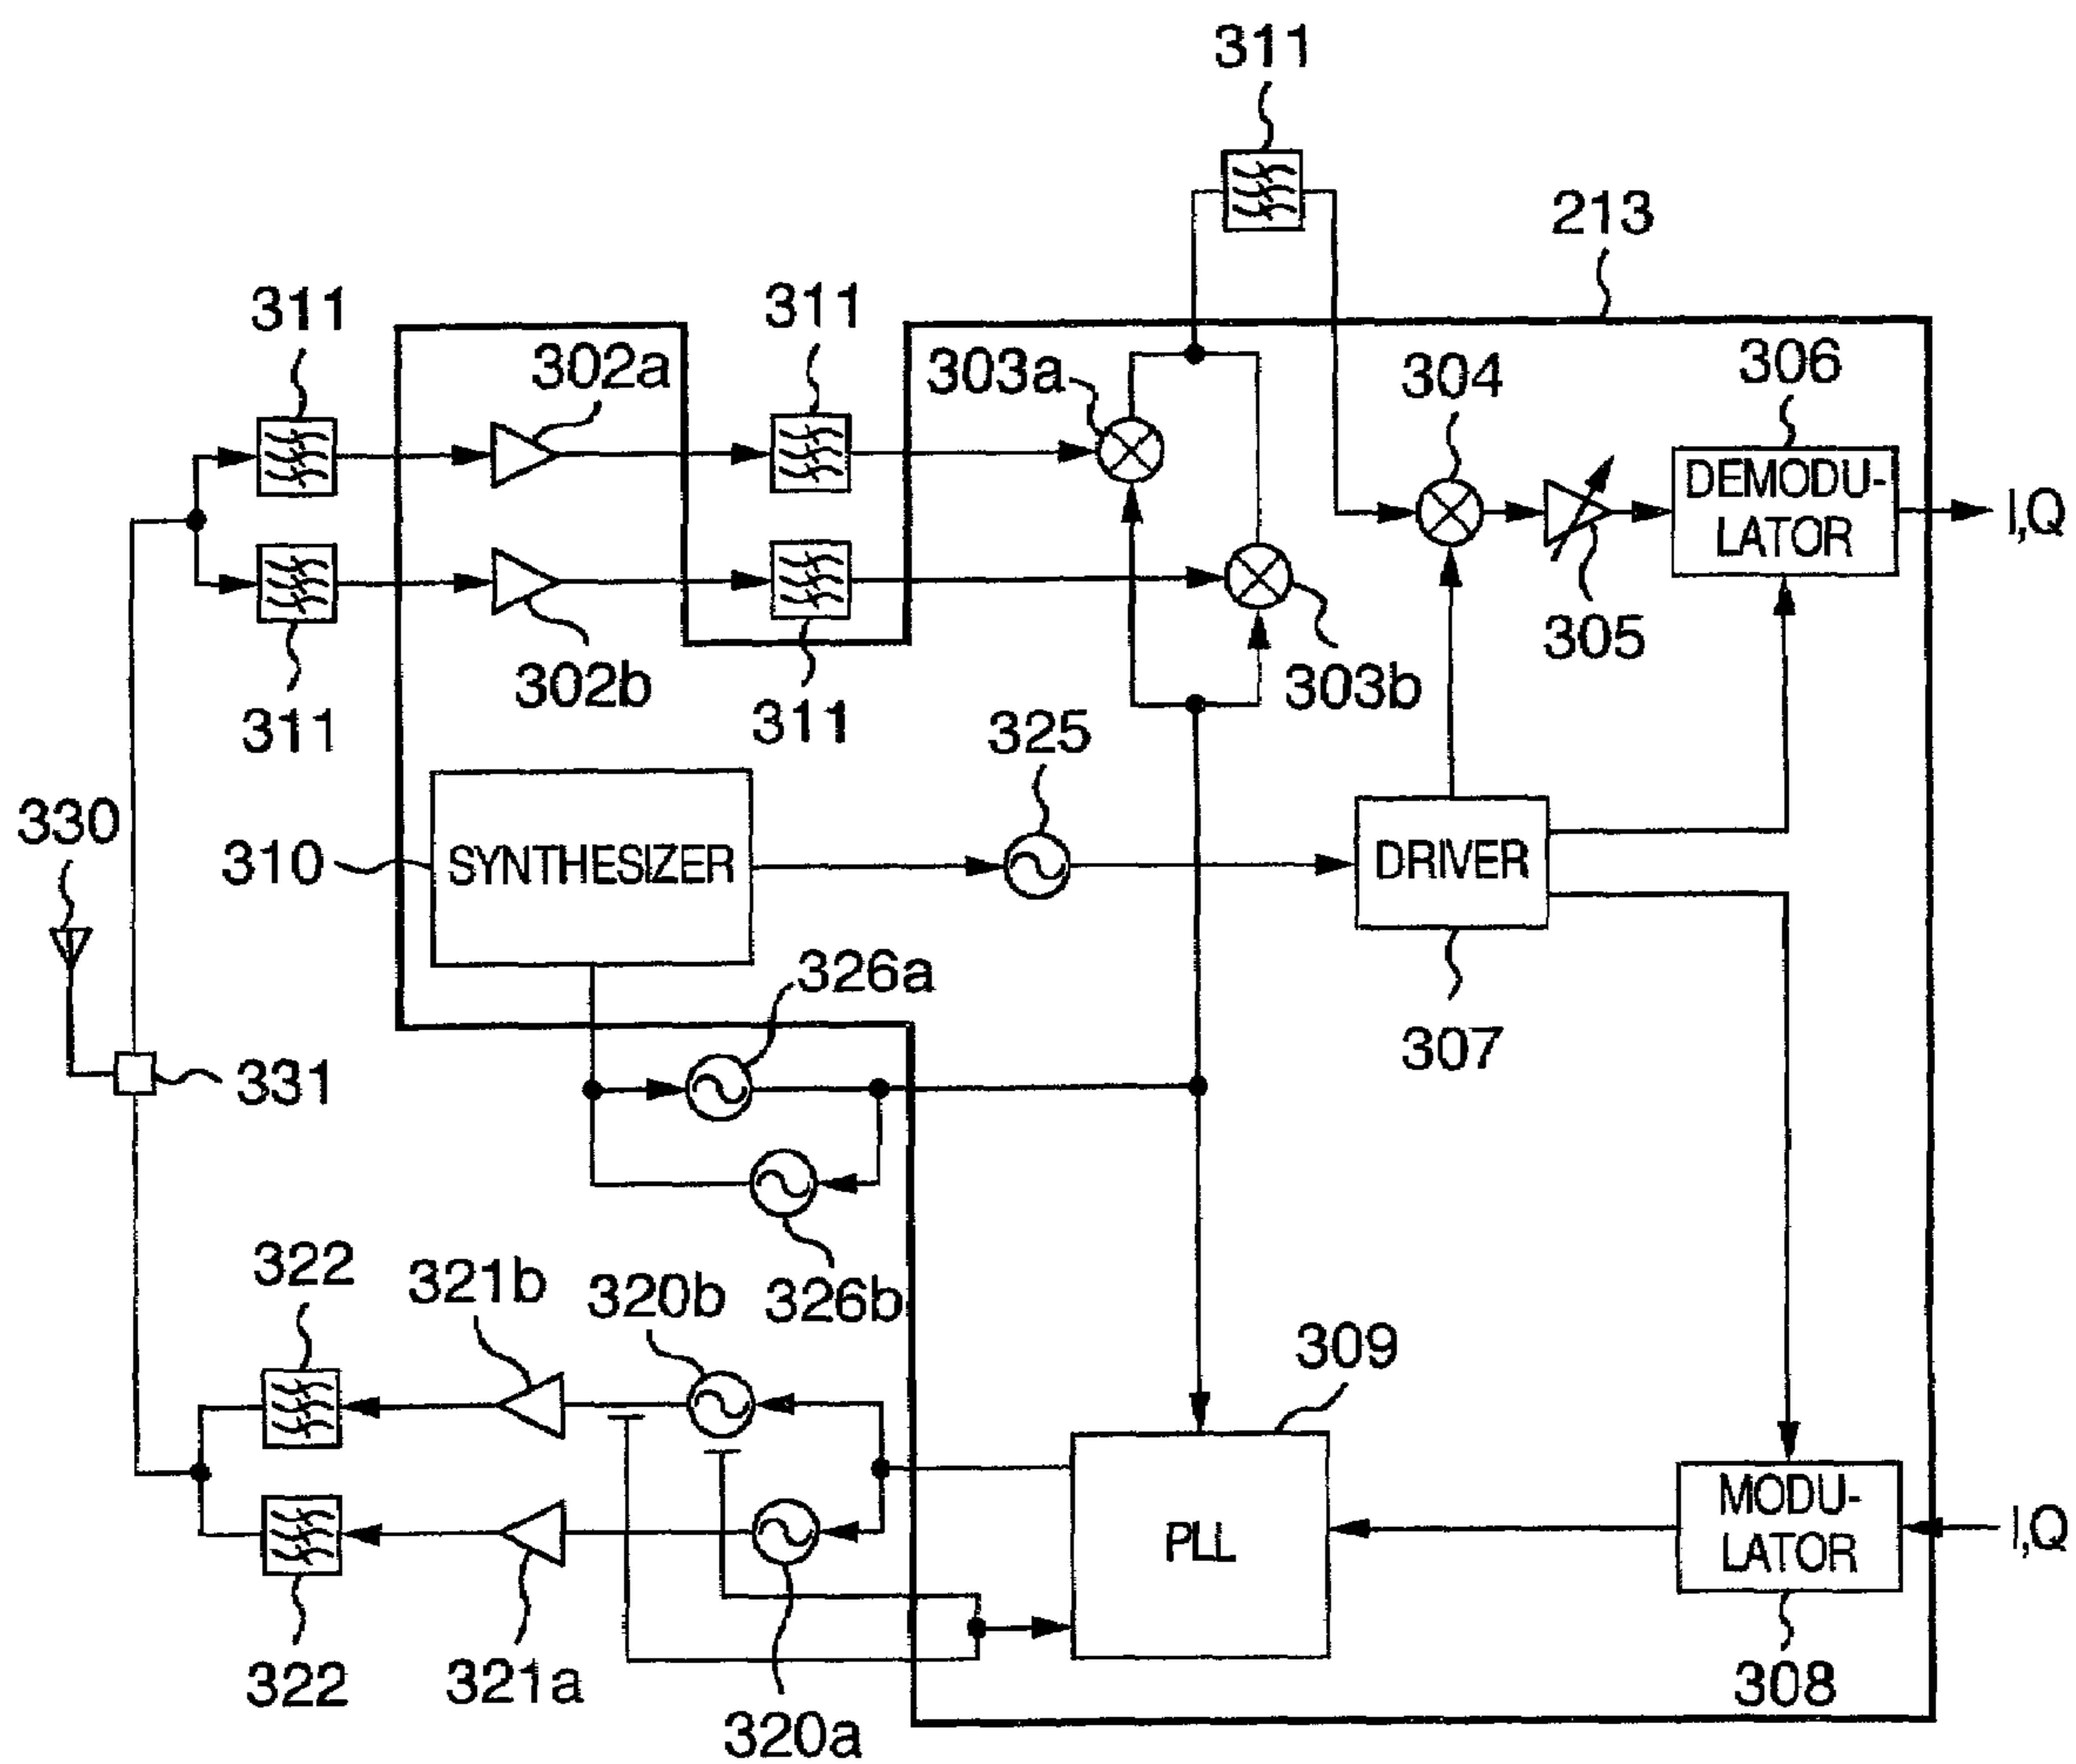 311
213
311
311
302a
303a
304
306
DEMODU-
LATOR
I,Q
305
302b
303b
311
311
325
330
310
SYNTHESIZER
DRIVER
326a
307
331
322
321b
320b
326b
309
PLL
MODU-
LATOR
I,Q
322
321a
320a
308